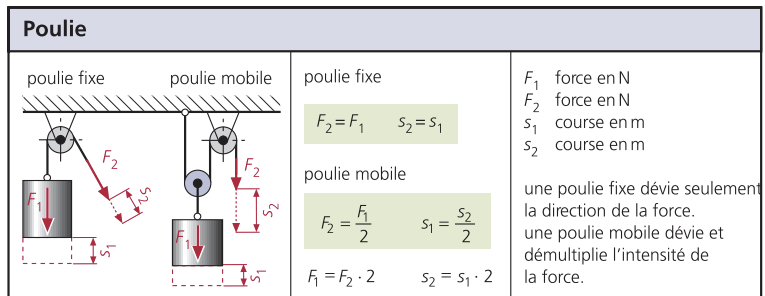 Poulie
poulie fixe
poulie mobile
F2
s2
F1
s1
F2
s2
F1
s1
poulie fixe
F2 = F1 s2 = s1
poulie mobile
F2 = F1/2 s1 = s2/2
F1 = F2 · 2 s2 = s1 · 2
F1 force en N
F2 force en N
s1 course en m
s2 course en m
une poulie fixe dévie seulement
la direction de la force.
une poulie mobile dévie et
démultiplie l'intensité de
la force.